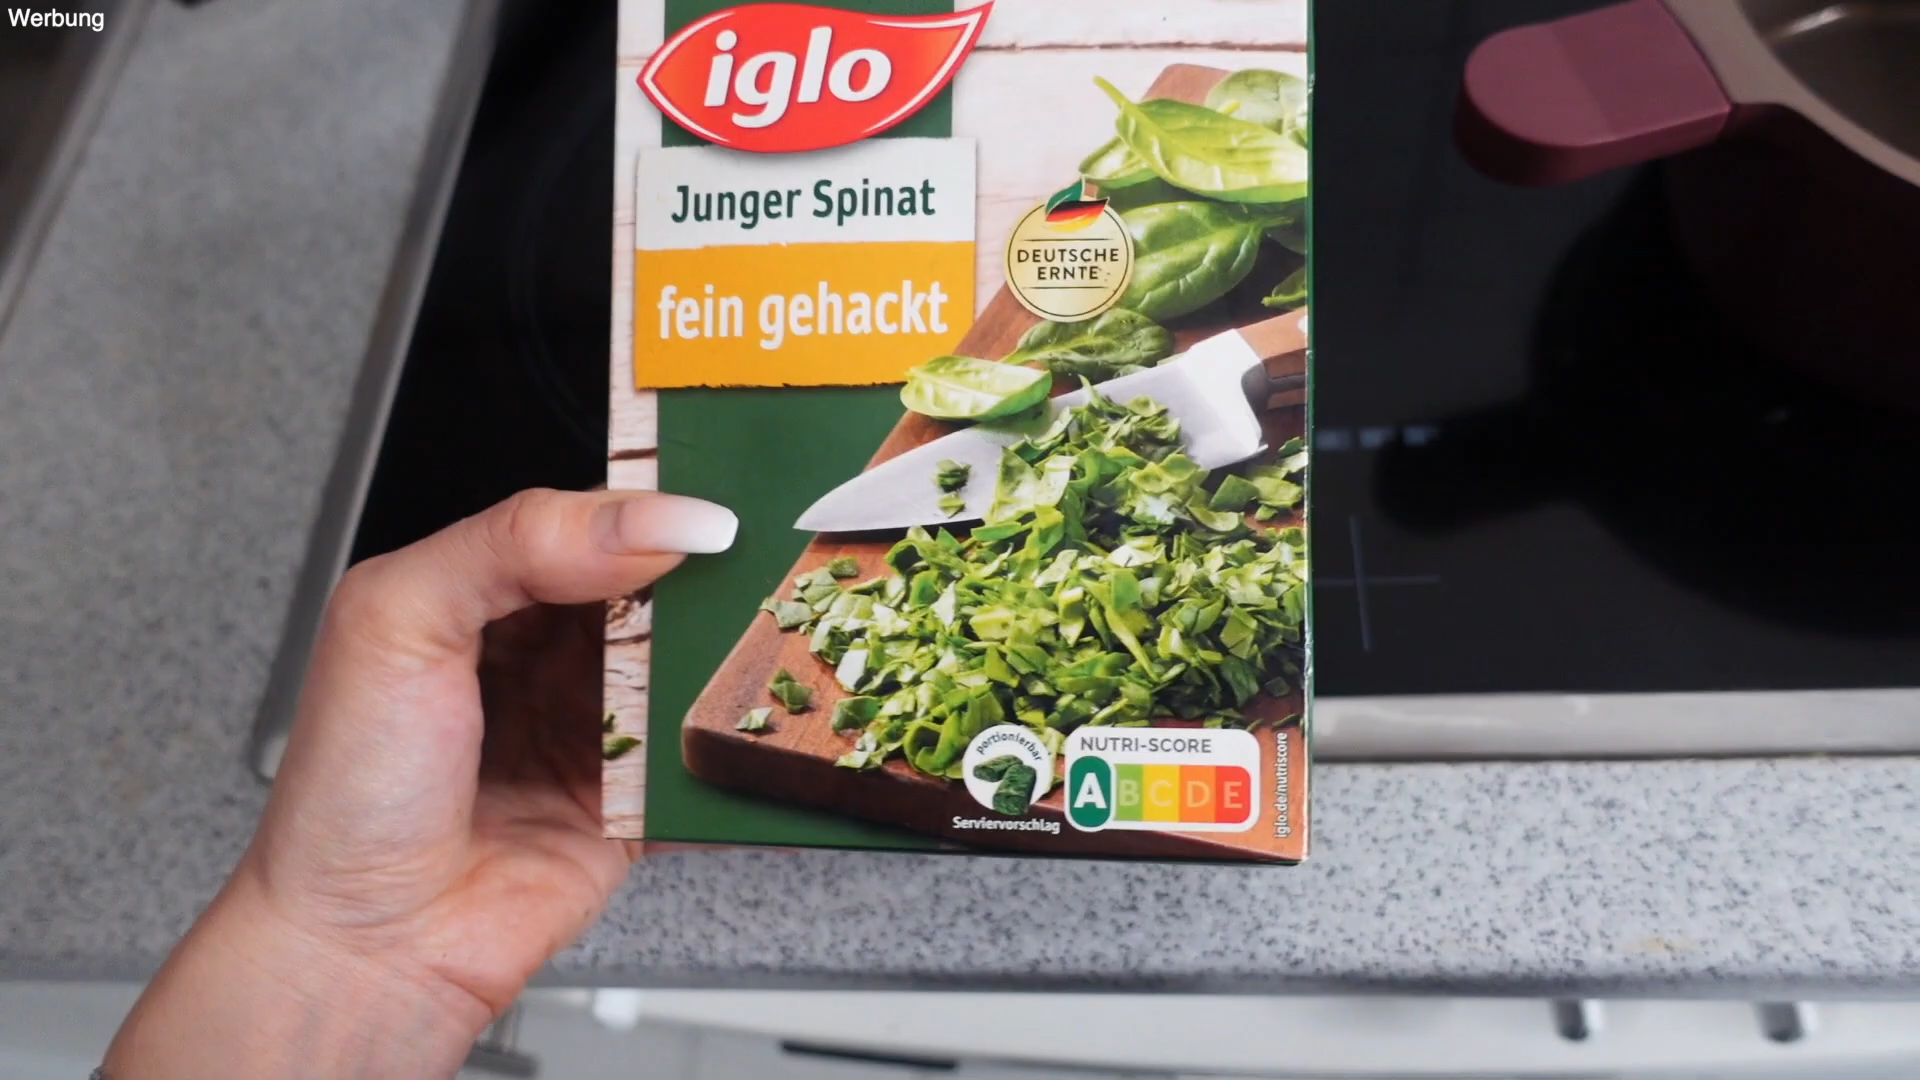 Werbung
iglo
Junger Spinat
fein gehackt
DEUTSCHE
ERNTE
portionierbar
Serviervorschlag
NUTRI-SCORE
A B C D E
iglo.de/nutriscore